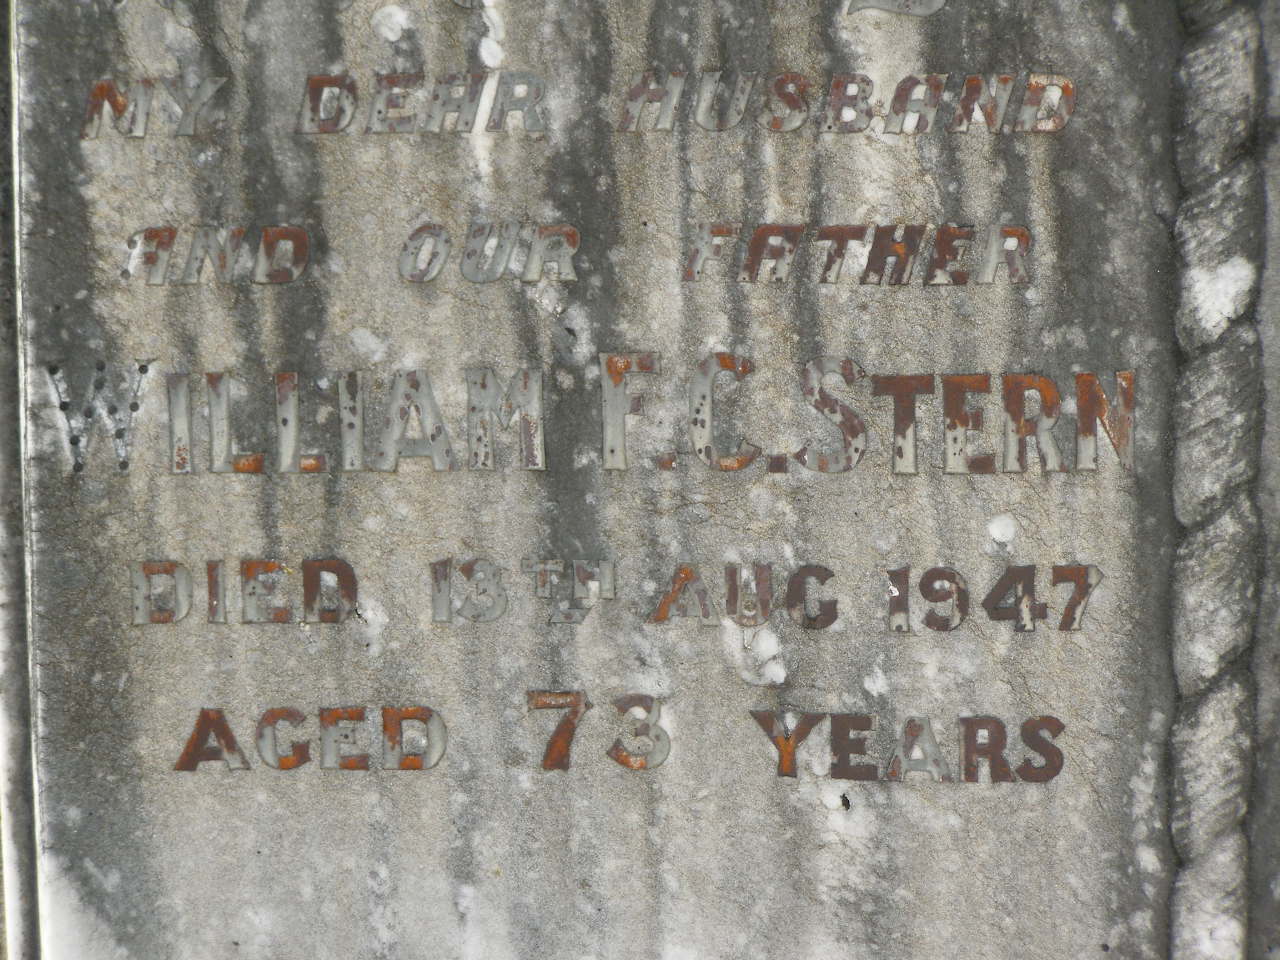 MY DEAR HUSBAND
AND OUR FATHER
WILLIAM F.C. STERN
DIED 13TH AUG 1947
AGED 73 YEARS